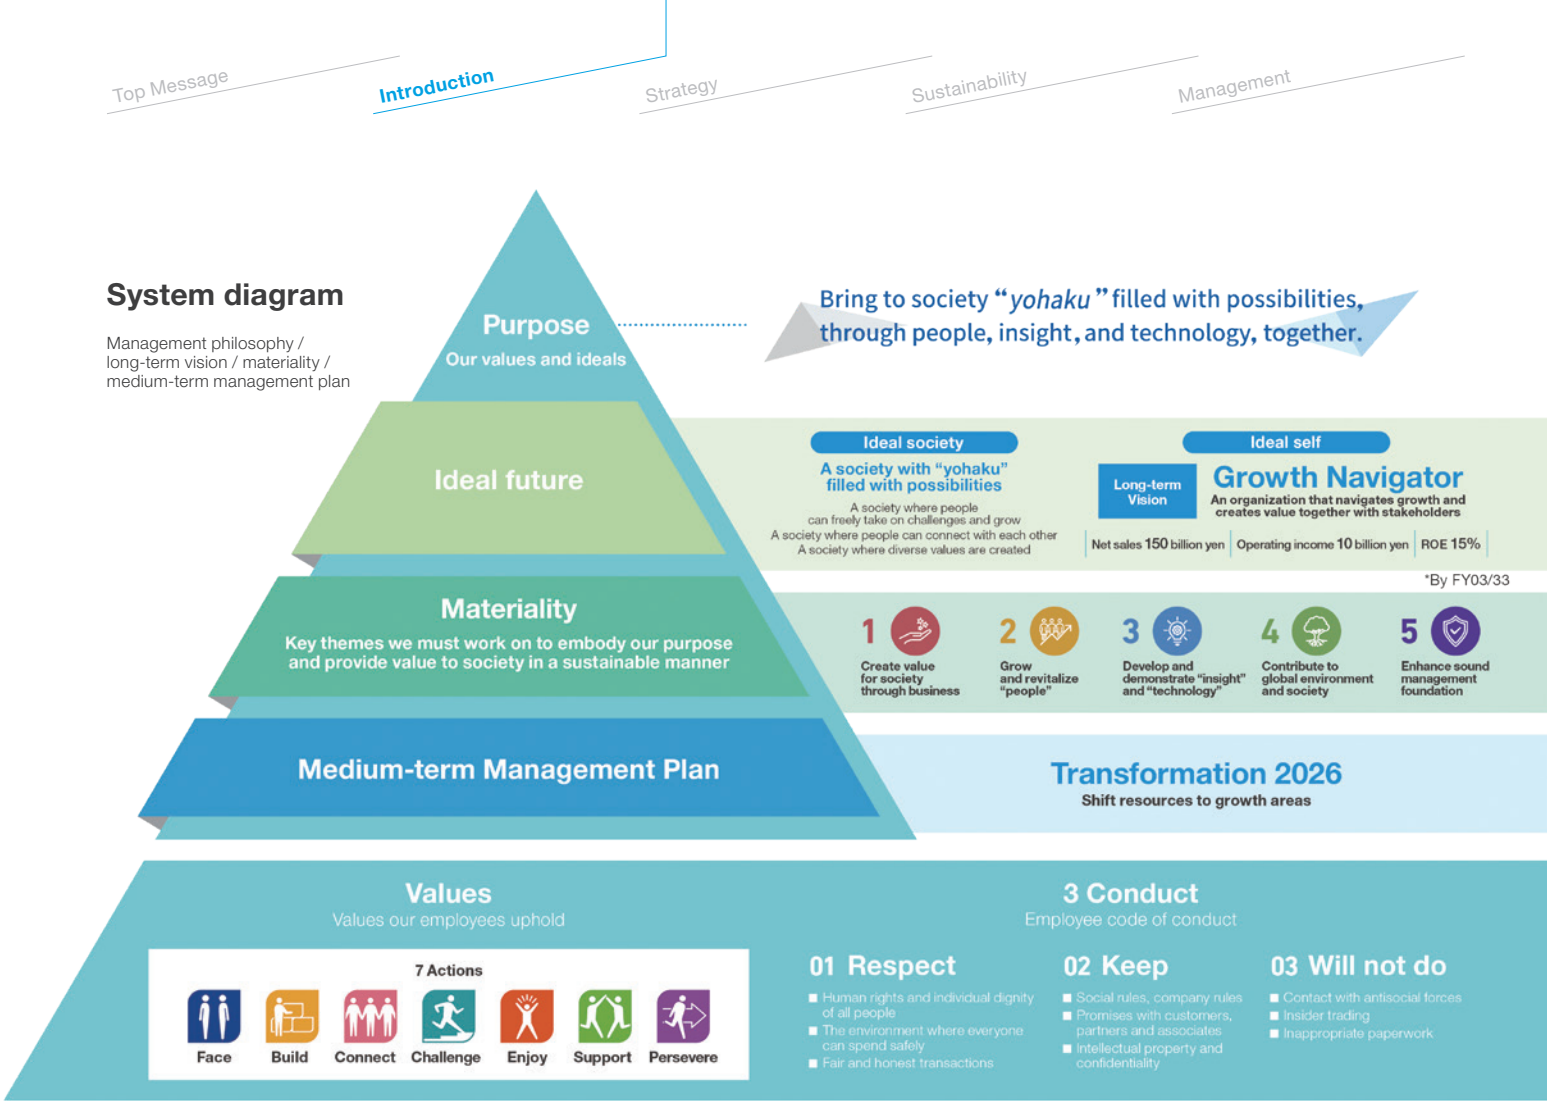 Top Message
Introduction
Strategy
Sustainability
Management
System diagram
Management philosophy /
long-term vision / materiality /
medium-term management plan
Purpose
Our values and ideals
Bring to society “yohaku” filled with possibilities,
through people, insight, and technology, together.
Ideal future
Ideal society
A society with “yohaku”
filled with possibilities
A society where people
can freely take on challenges and grow
A society where people can connect with each other
A society where diverse values are created
Ideal self
Long-term
Vision
Growth Navigator
An organization that navigates growth and
creates value together with stakeholders
Net sales 150 billion yen
Operating income 10 billion yen
ROE 15%
*By FY03/33
Materiality
Key themes we must work on to embody our purpose
and provide value to society in a sustainable manner
1
Create value
for society
through business
2
Grow
and revitalize
“people”
3
Develop and
demonstrate “insight”
and “technology”
4
Contribute to
global environment
and society
5
Enhance sound
management
foundation
Medium-term Management Plan
Transformation 2026
Shift resources to growth areas
Values
Values our employees uphold
7 Actions
Face
Build
Connect
Challenge
Enjoy
Support
Persevere
3 Conduct
Employee code of conduct
01 Respect
Human rights and individual dignity
of all people
The environment where everyone
can spend safely
Fair and honest transactions
02 Keep
Social rules, company rules
Promises with customers,
partners and associates
Intellectual property and
confidentiality
03 Will not do
Contact with antisocial forces
Insider trading
Inappropriate paperwork